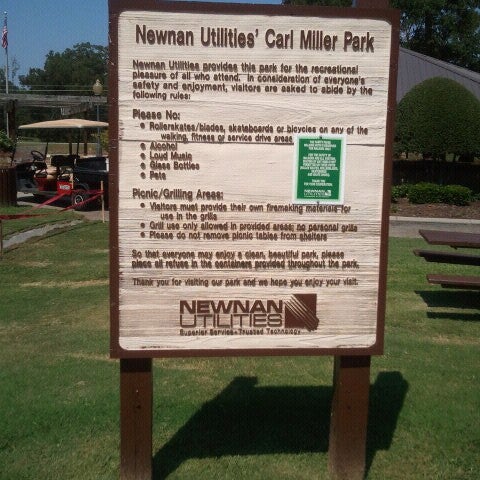 Newnan Utilities' Carl Miller Park
Newnan Utilities provides this park for the recreational
pleasure of all who attend. In consideration of everyone's
safety and enjoyment, visitors are asked to abide by the
following rules:
Please No:
• Rollerskates/blades, skateboards or bicycles on any of the
walking, fitness or service drive areas
• Alcohol
• Loud Music
• Glass Bottles
• Pets
Picnic/Grilling Areas:
• Visitors must provide their own firemaking materials for
use in the grills
• Grill use only allowed in provided areas; no personal grills
• Please do not remove picnic tables from shelters
So that everyone may enjoy a clean, beautiful park, please
place all refuse in the containers provided throughout the park.
Thank you for visiting our park and we hope you enjoy your visit.
NEWNAN
UTILITIES
Superior Service • Trusted Technology